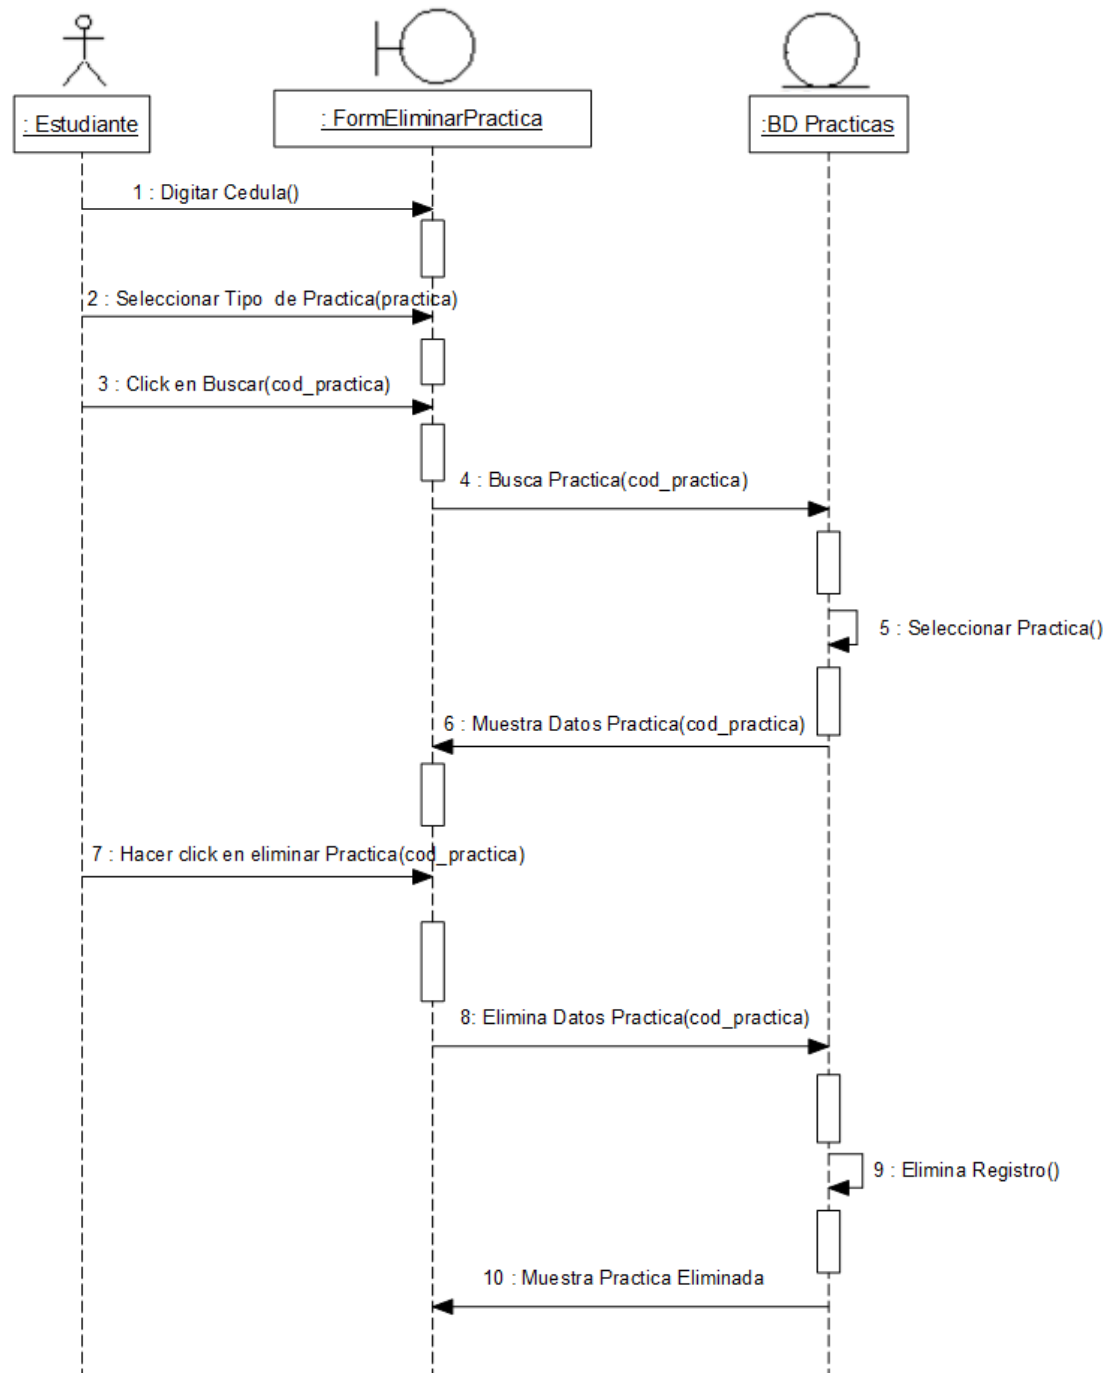 : Estudiante
: FormEliminarPractica
:BD Practicas
1 : Digitar Cedula()
2 : Seleccionar Tipo  de Practica(practica)
3 : Click en Buscar(cod_practica)
4 : Busca Practica(cod_practica)
5 : Seleccionar Practica()
6 : Muestra Datos Practica(cod_practica)
7 : Hacer click en eliminar Practica(cod_practica)
8: Elimina Datos Practica(cod_practica)
9 : Elimina Registro()
10 : Muestra Practica Eliminada